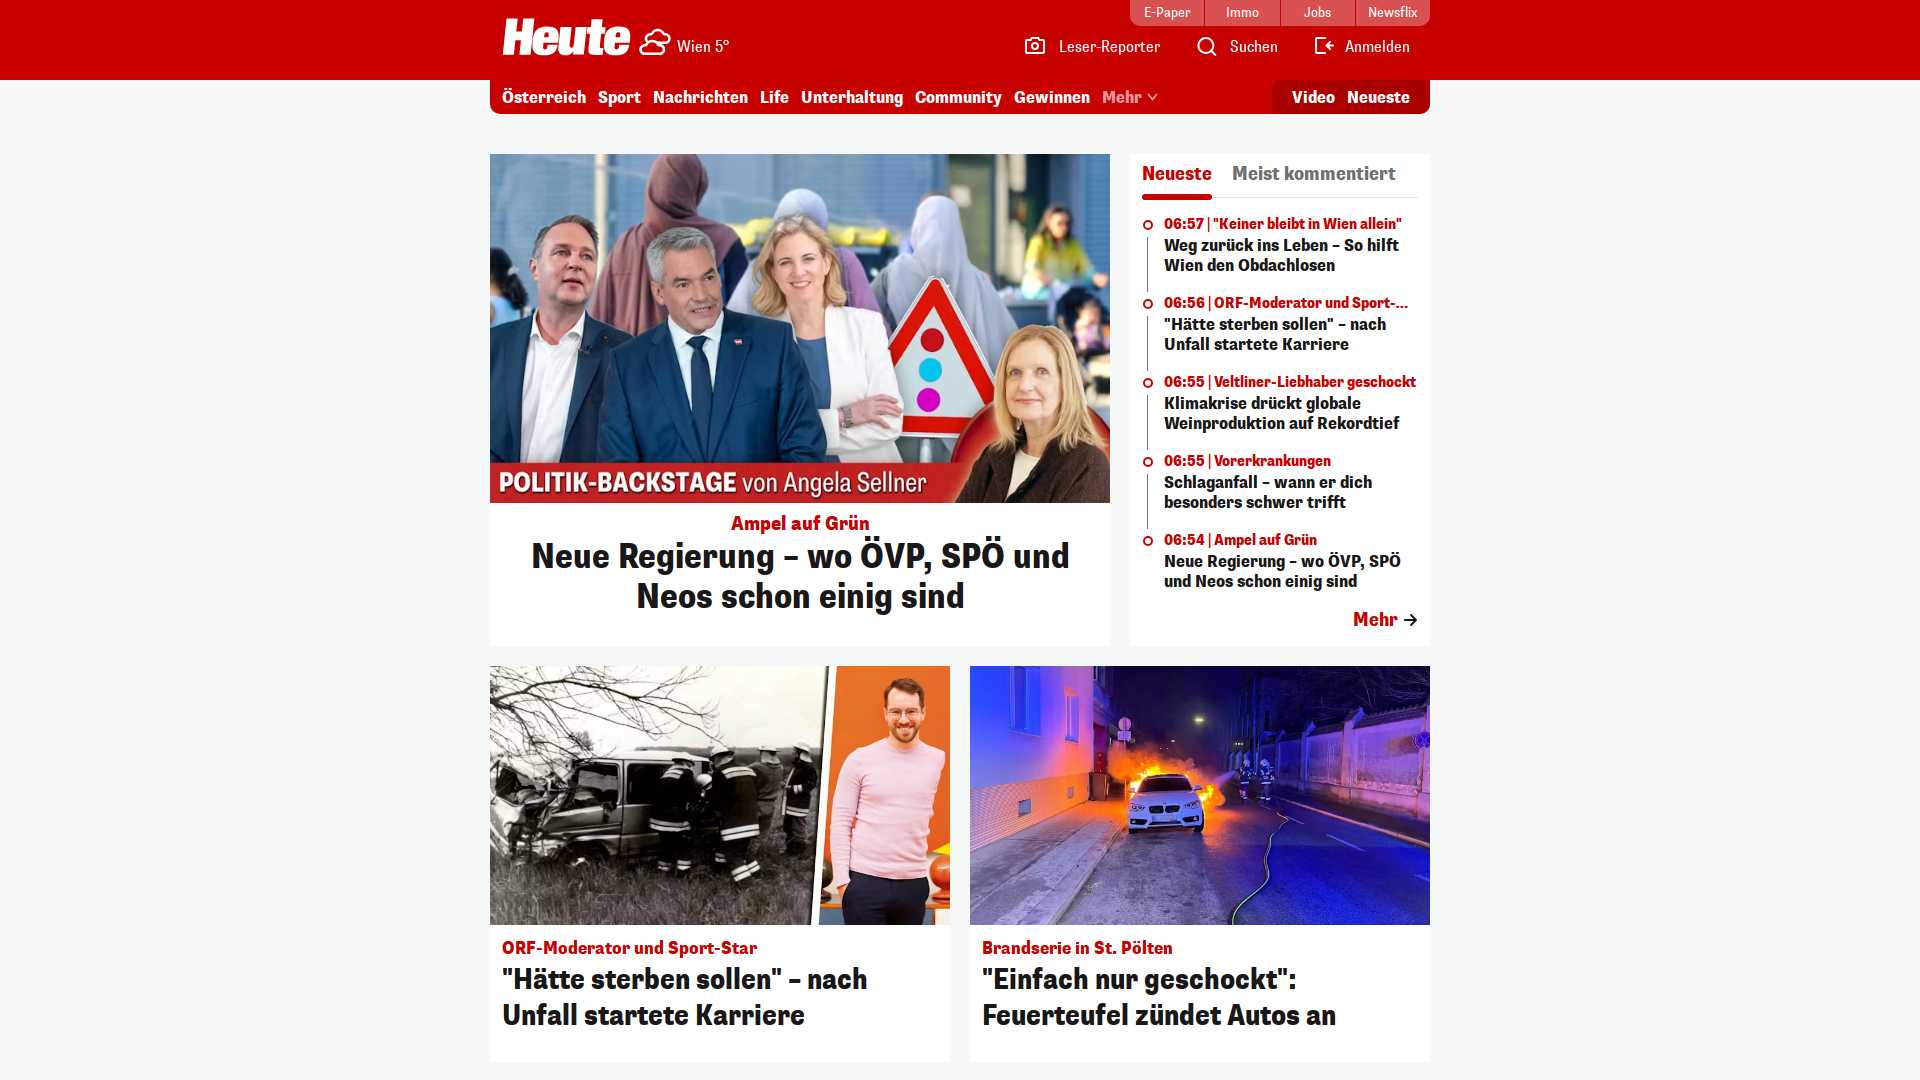 E-Paper
Immo
Jobs
Newsflix
Heute
Wien 5°
Leser-Reporter
Suchen
Anmelden
Österreich
Sport
Nachrichten
Life
Unterhaltung
Community
Gewinnen
Mehr
Video
Neueste
POLITIK-BACKSTAGE von Angela Sellner
Ampel auf Grün
Neue Regierung – wo ÖVP, SPÖ und
Neos schon einig sind
Neueste
Meist kommentiert
06:57 | "Keiner bleibt in Wien allein"
Weg zurück ins Leben – So hilft
Wien den Obdachlosen
06:56 | ORF-Moderator und Sport-...
"Hätte sterben sollen" – nach
Unfall startete Karriere
06:55 | Veltliner-Liebhaber geschockt
Klimakrise drückt globale
Weinproduktion auf Rekordtief
06:55 | Vorerkrankungen
Schlaganfall – wann er dich
besonders schwer trifft
06:54 | Ampel auf Grün
Neue Regierung – wo ÖVP, SPÖ
und Neos schon einig sind
Mehr
ORF-Moderator und Sport-Star
"Hätte sterben sollen" – nach
Unfall startete Karriere
Brandserie in St. Pölten
"Einfach nur geschockt":
Feuerteufel zündet Autos an